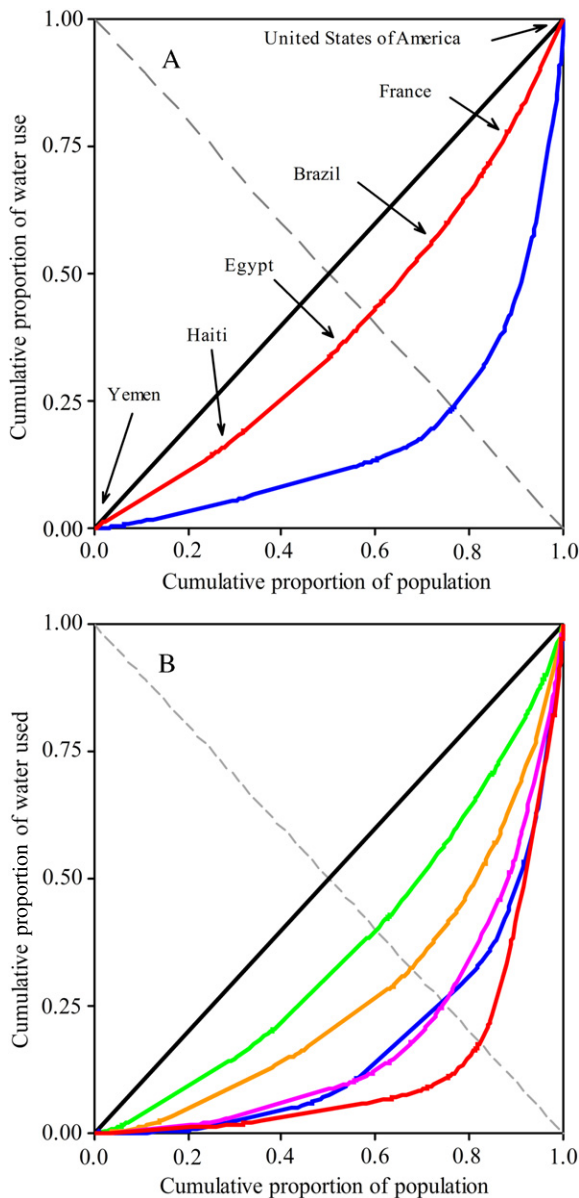 1.00
A
United States of America
France
0.75
Brazil
0.50
Egypt
Haiti
0.25
Yemen
0.00
0.0 0.2 0.4 0.6 0.8 1.0
Cumulative proportion of water use
Cumulative proportion of population
1.00
B
0.75
0.50
0.25
0.00
0.0 0.2 0.4 0.6 0.8 1.0
Cumulative proportion of water used
Cumulative proportion of population